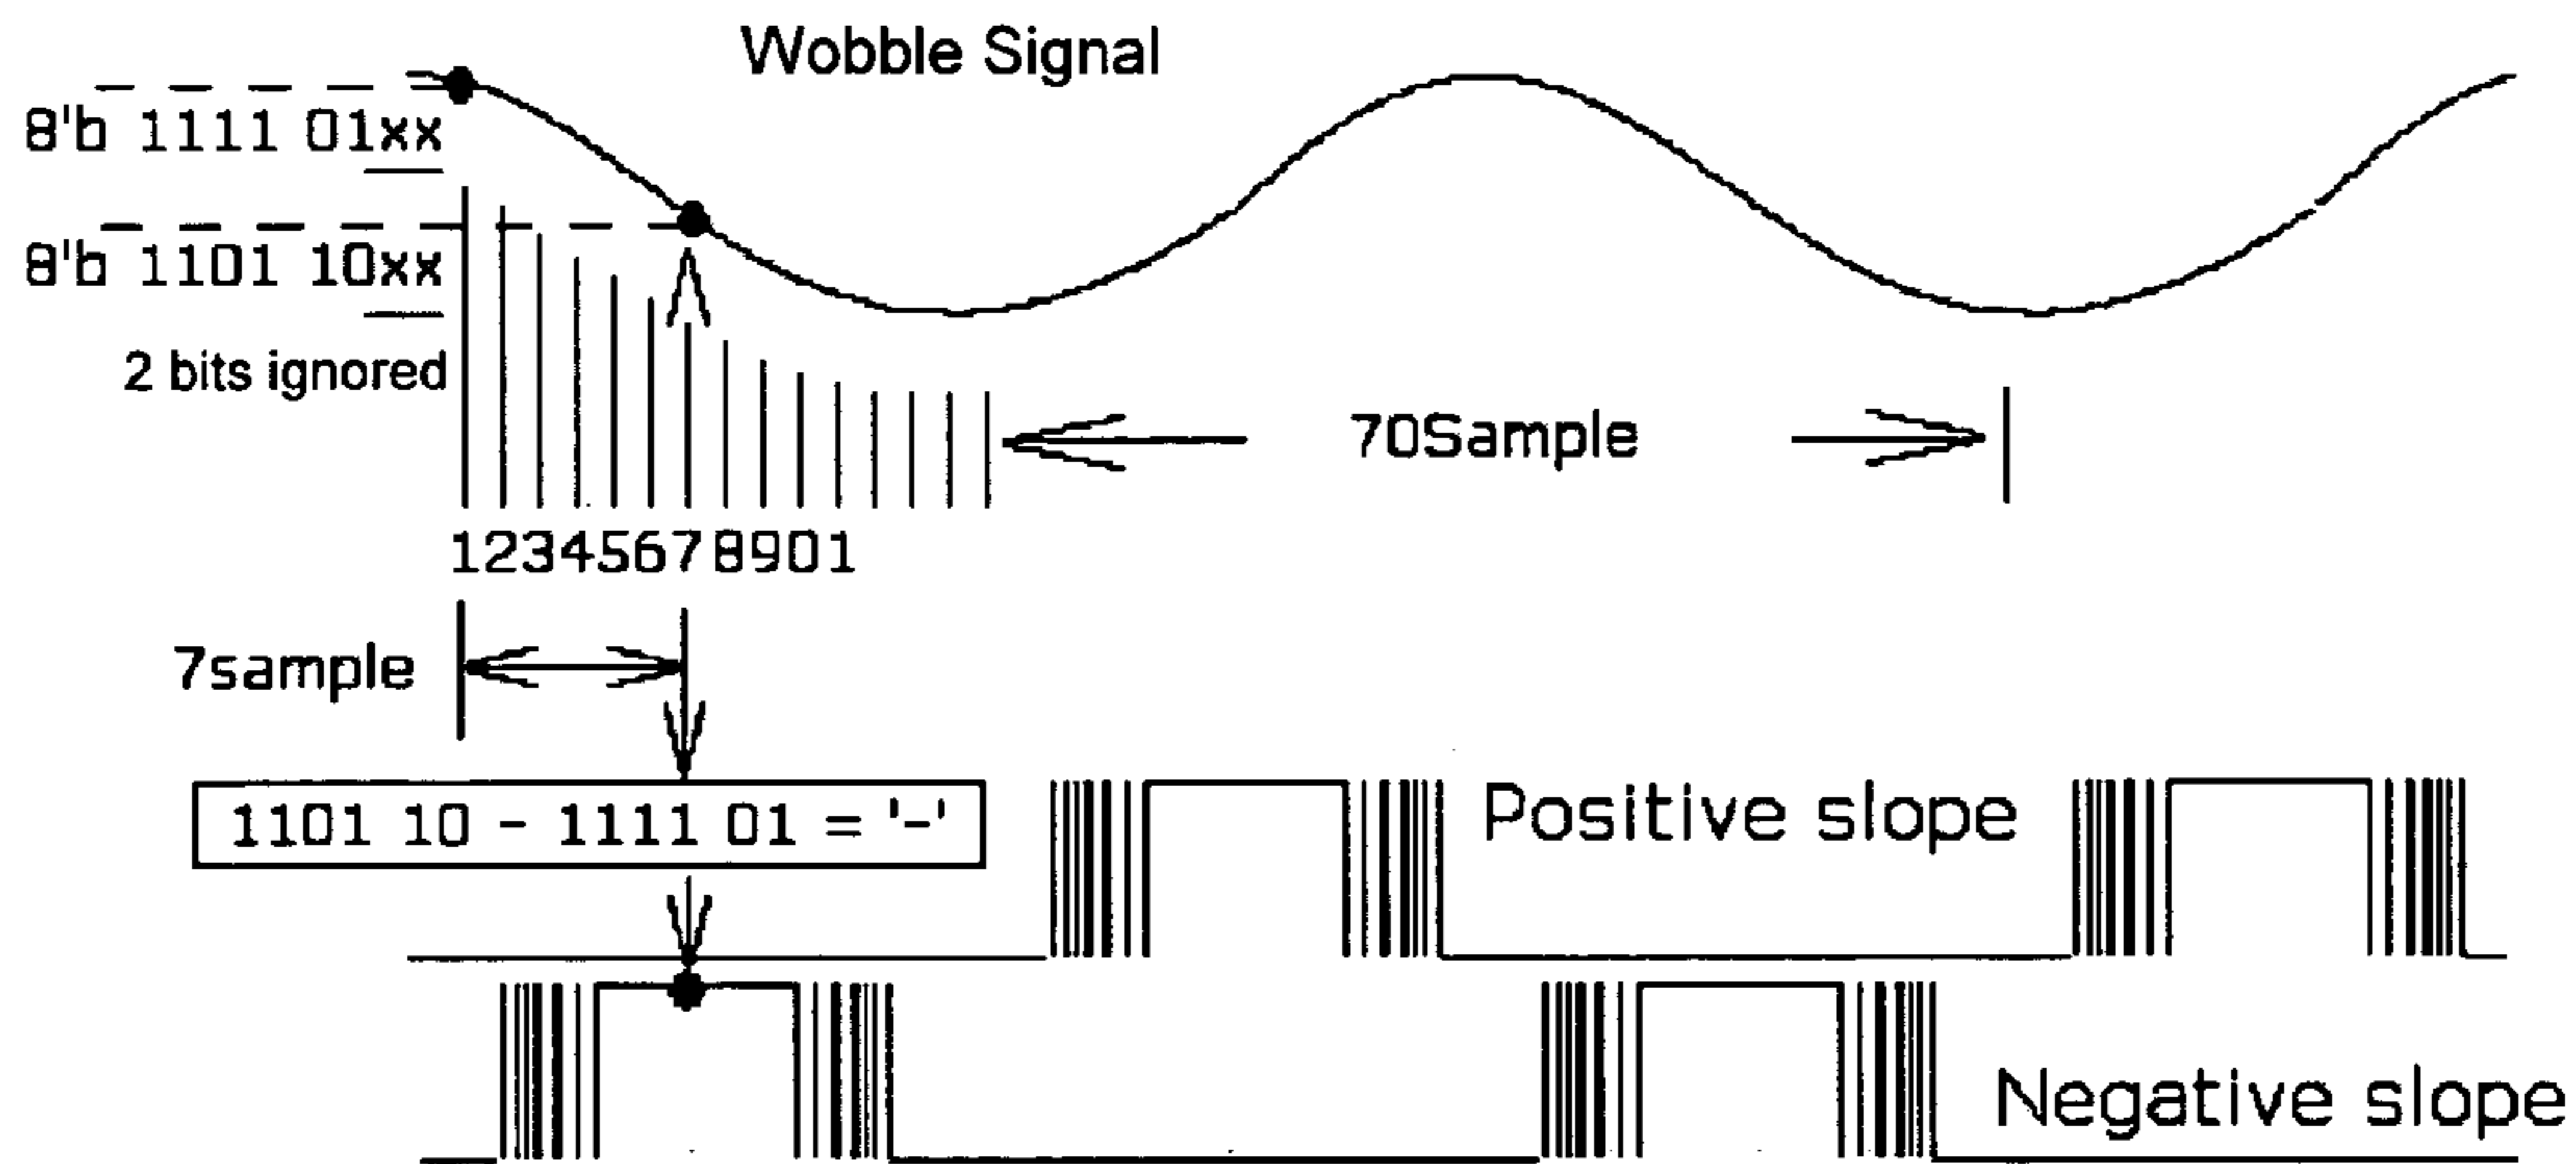 Wobble Signal
8'b 1111 01xx
8'b 1101 10xx
2 bits ignored
70Sample
12345678901
7sample
1101 10 - 1111 01 = '-'
Positive slope
Negative slope